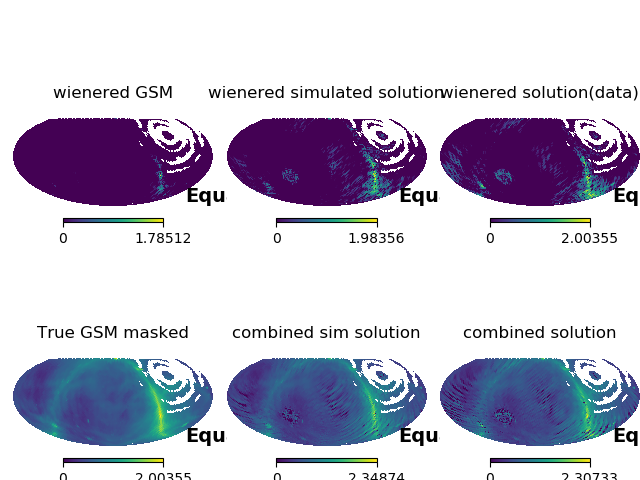 wienered GSM
wienered simulated solution
wienered solution(data)
Equ
Equ
Eq
0 1.78512
0 1.98356
0 2.00355
True GSM masked
combined sim solution
combined solution
Equ
Equ
Eq
0 2.00355
0 2.34874
0 2.30733